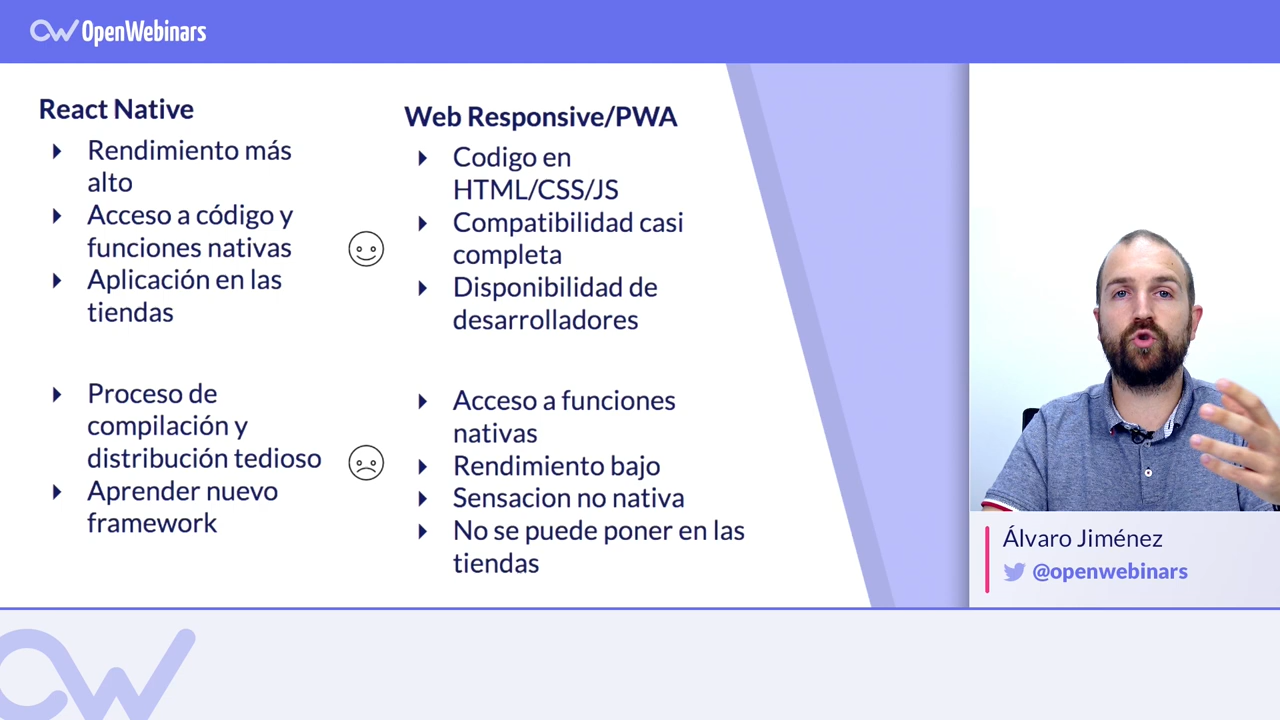 OpenWebinars
React Native
Rendimiento más
alto
Acceso a código y
funciones nativas
Aplicación en las
tiendas
Proceso de
compilación y
distribución tedioso
Aprender nuevo
framework
Web Responsive/PWA
Codigo en
HTML/CSS/JS
Compatibilidad casi
completa
Disponibilidad de
desarrolladores
Acceso a funciones
nativas
Rendimiento bajo
Sensacion no nativa
No se puede poner en las
tiendas
Álvaro Jiménez
@openwebinars